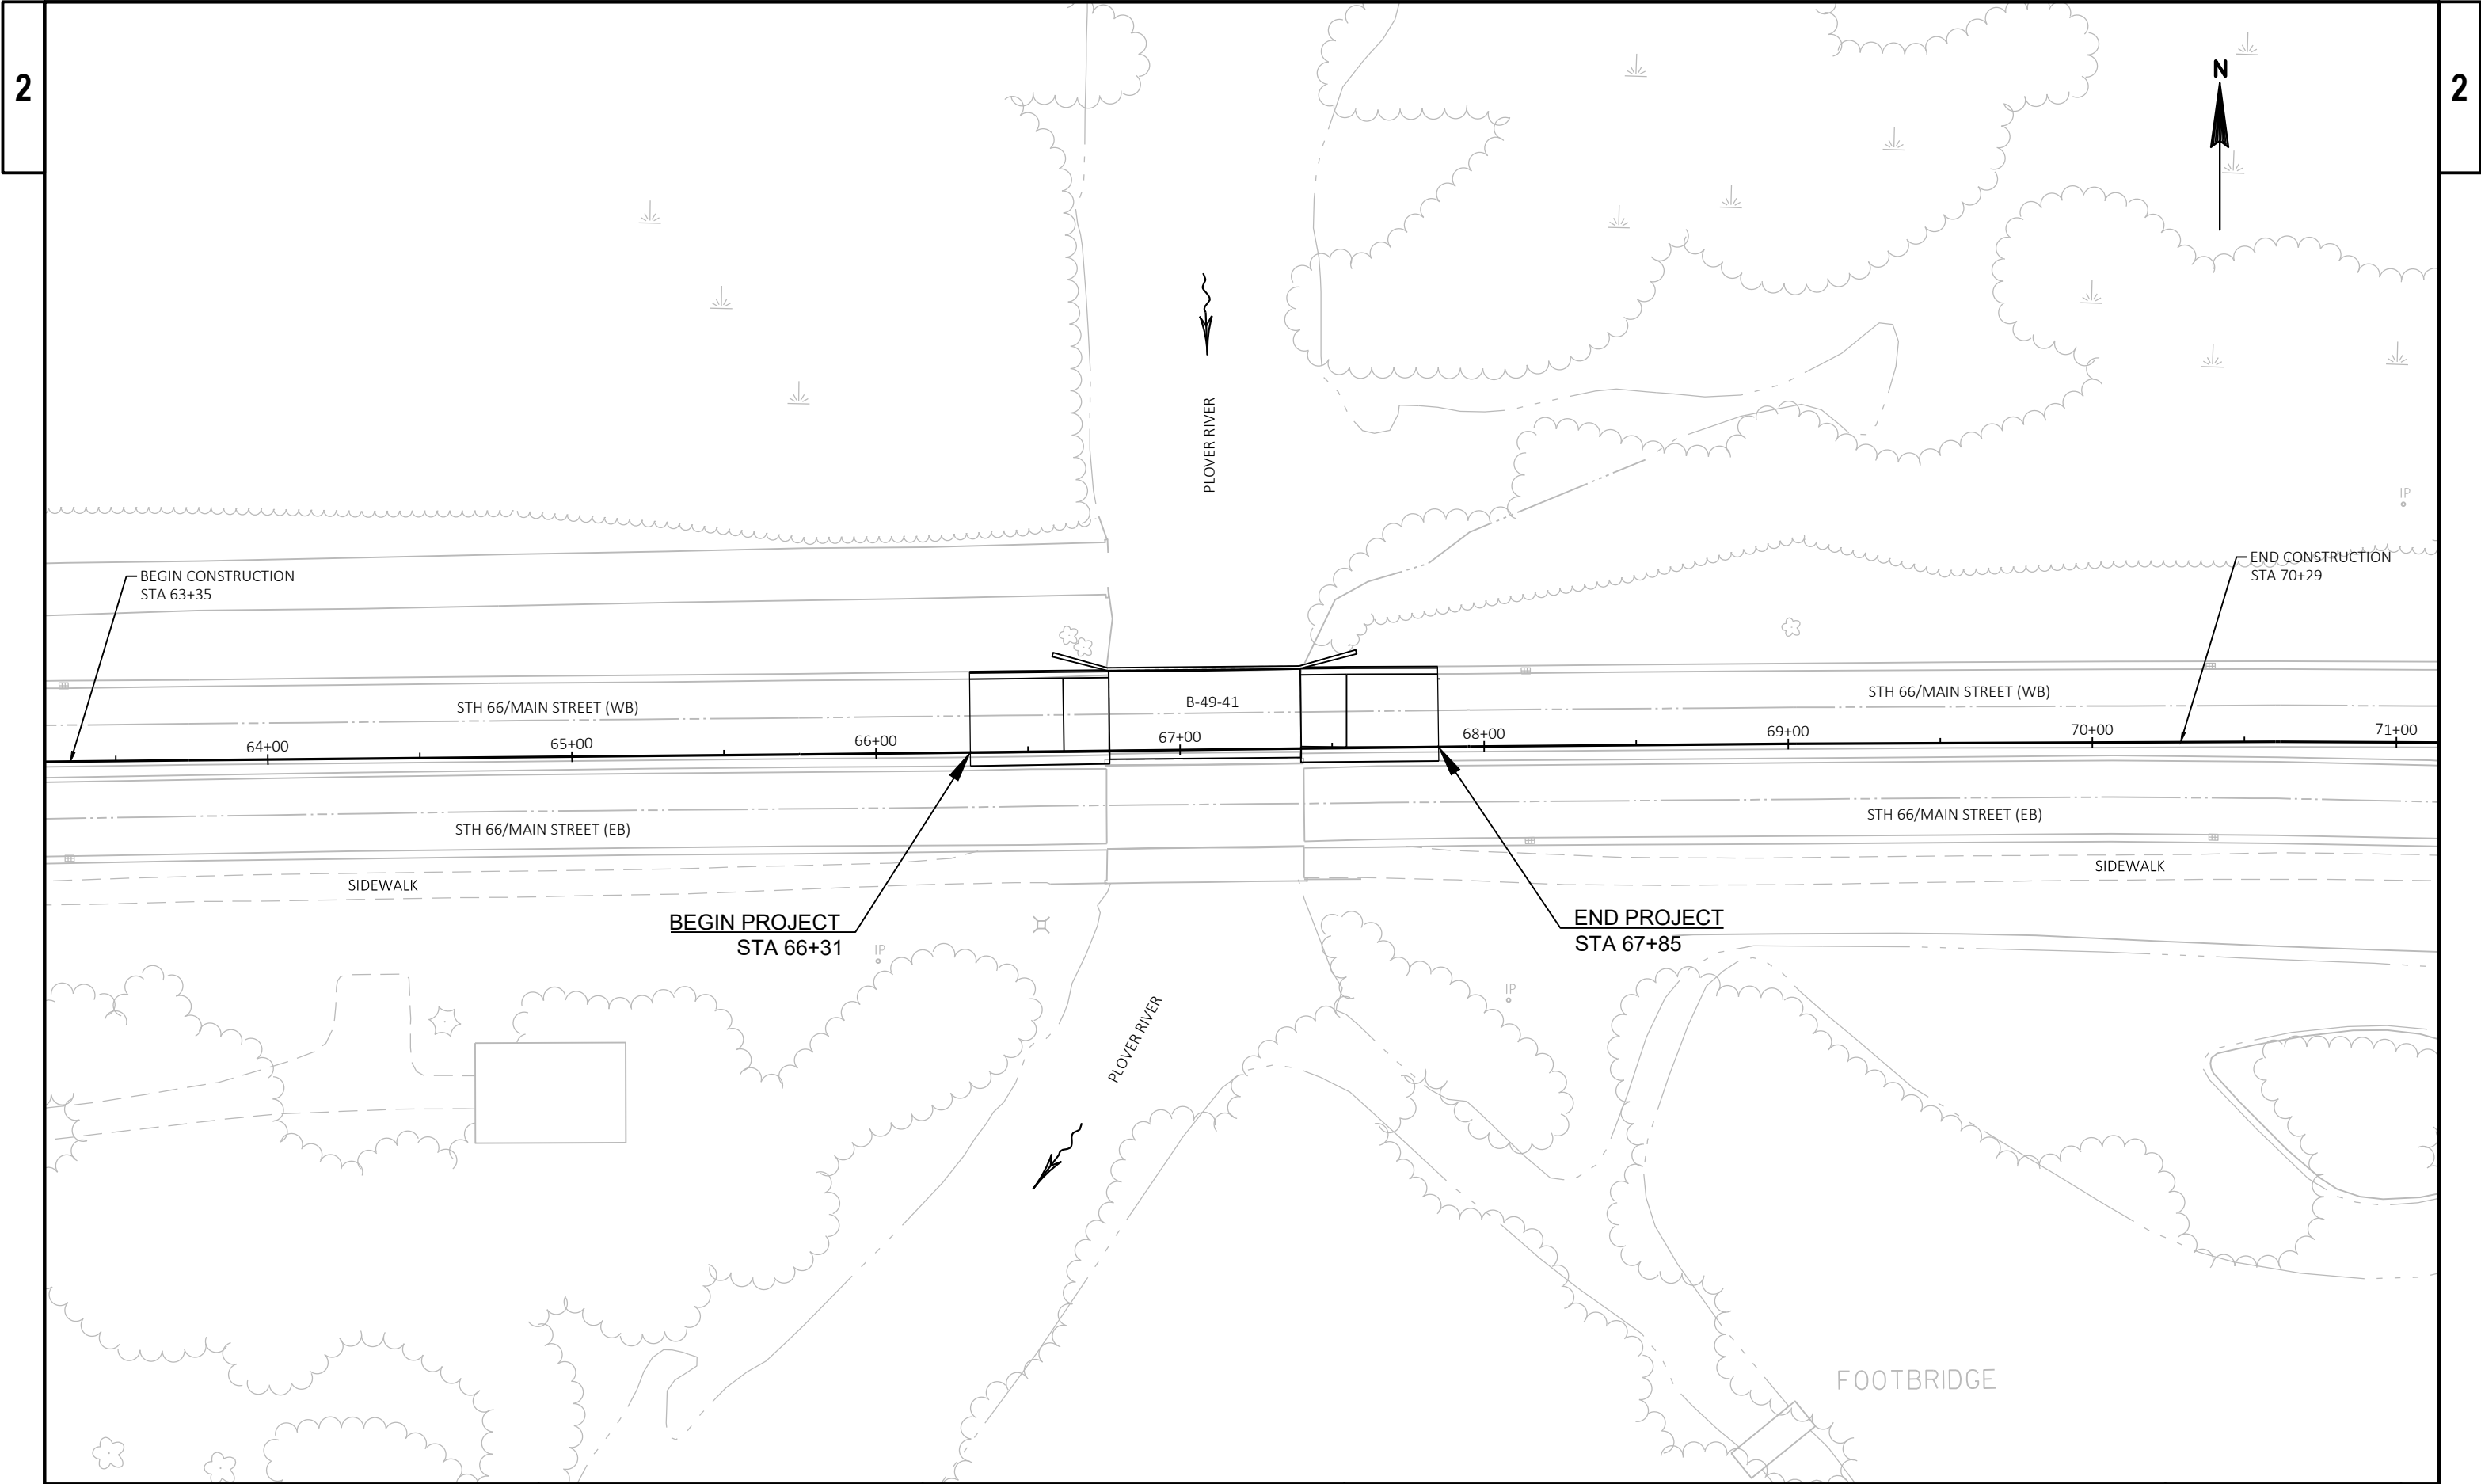 2
2
N
PLOVER RIVER
IP
BEGIN CONSTRUCTION
STA 63+35
END CONSTRUCTION
STA 70+29
STH 66/MAIN STREET (WB)
B-49-41
STH 66/MAIN STREET (WB)
64+00
65+00
66+00
67+00
68+00
69+00
70+00
71+00
STH 66/MAIN STREET (EB)
STH 66/MAIN STREET (EB)
SIDEWALK
SIDEWALK
BEGIN PROJECT
STA 66+31
END PROJECT
STA 67+85
IP
IP
PLOVER RIVER
FOOTBRIDGE